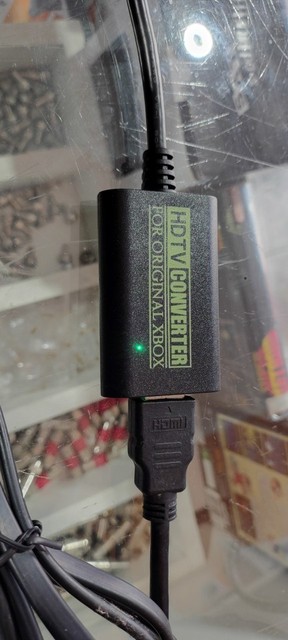 HDTV CONVERTER
FOR ORIGINAL XBOX
HDMI